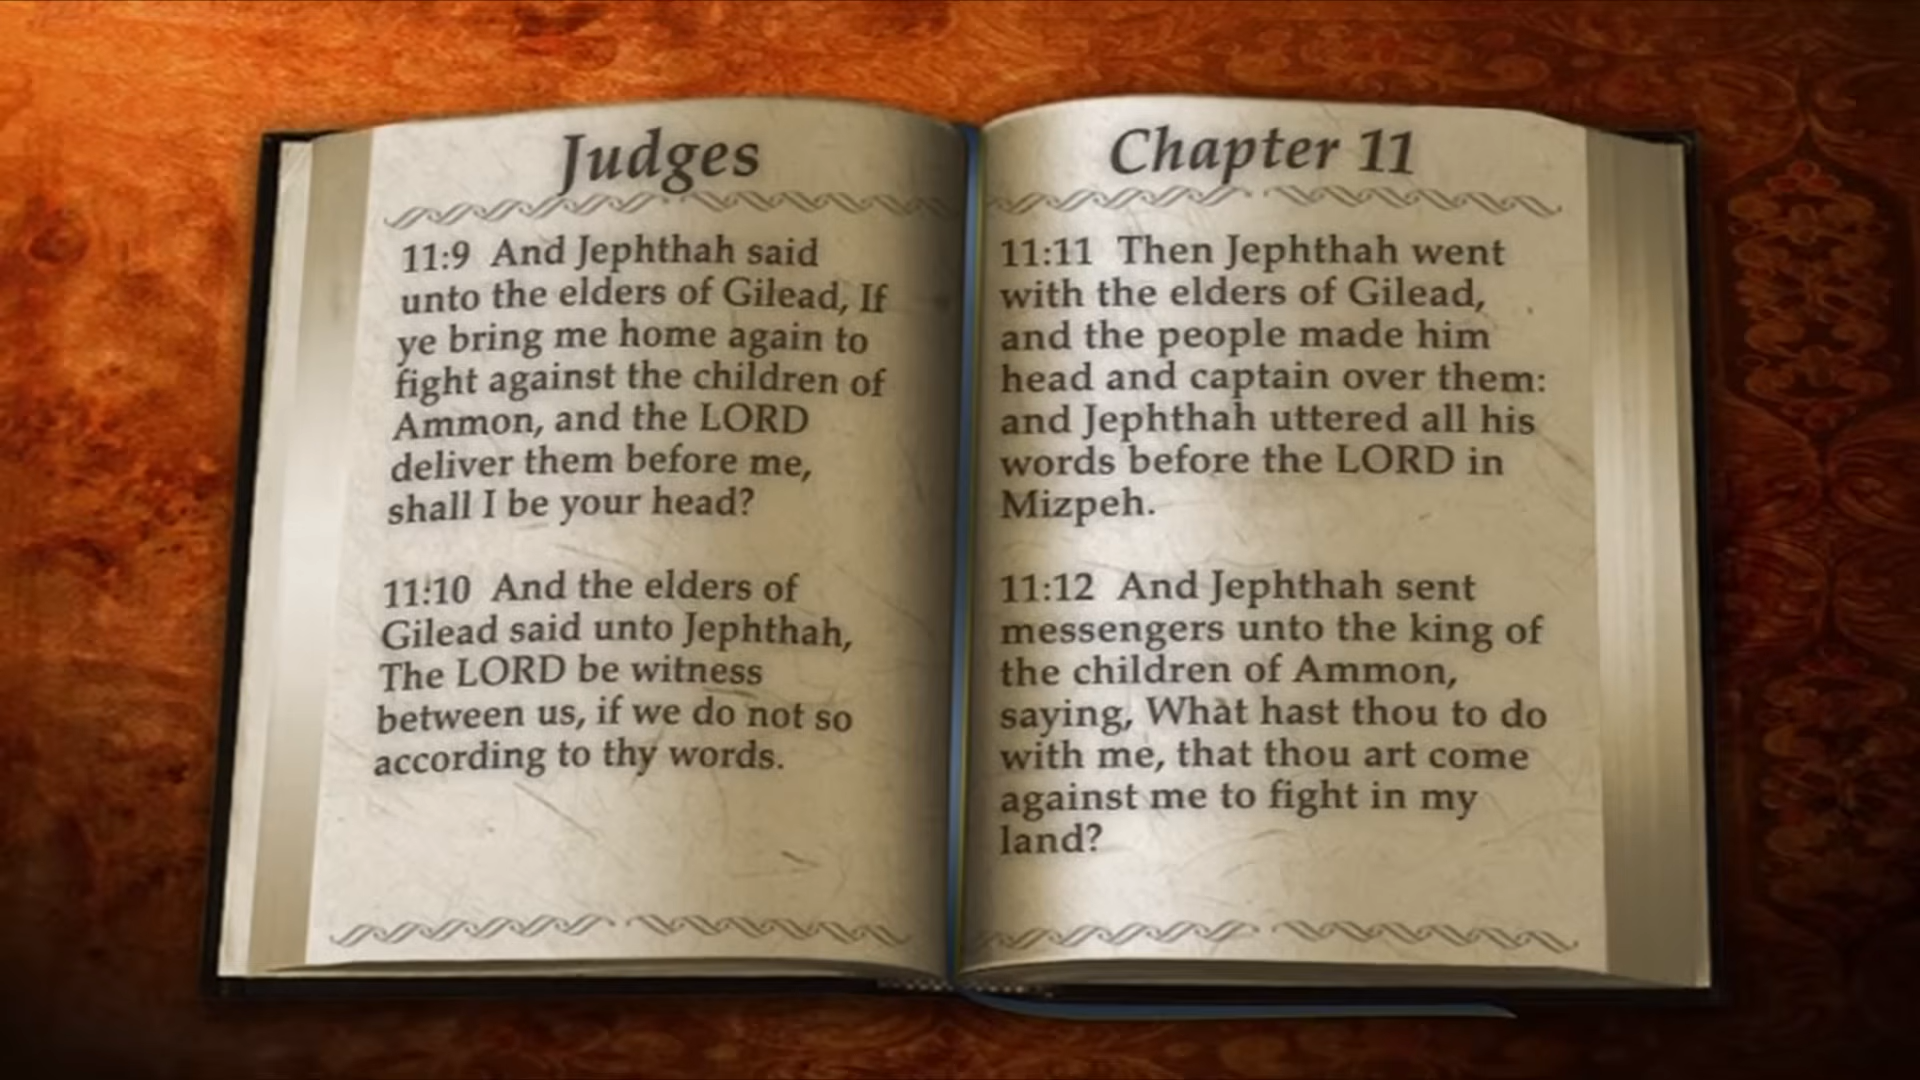 Judges
11:9 And Jephthah said
unto the elders of Gilead, If
ye bring me home again to
fight against the children of
Ammon, and the LORD
deliver them before me,
shall I be your head?
11:10 And the elders of
Gilead said unto Jephthah,
The LORD be witness
between us, if we do not so
according to thy words.
Chapter 11
11:11 Then Jephthah went
with the elders of Gilead,
and the people made him
head and captain over them:
and Jephthah uttered all his
words before the LORD in
Mizpeh.
11:12 And Jephthah sent
messengers unto the king of
the children of Ammon,
saying, What hast thou to do
with me, that thou art come
against me to fight in my
land?